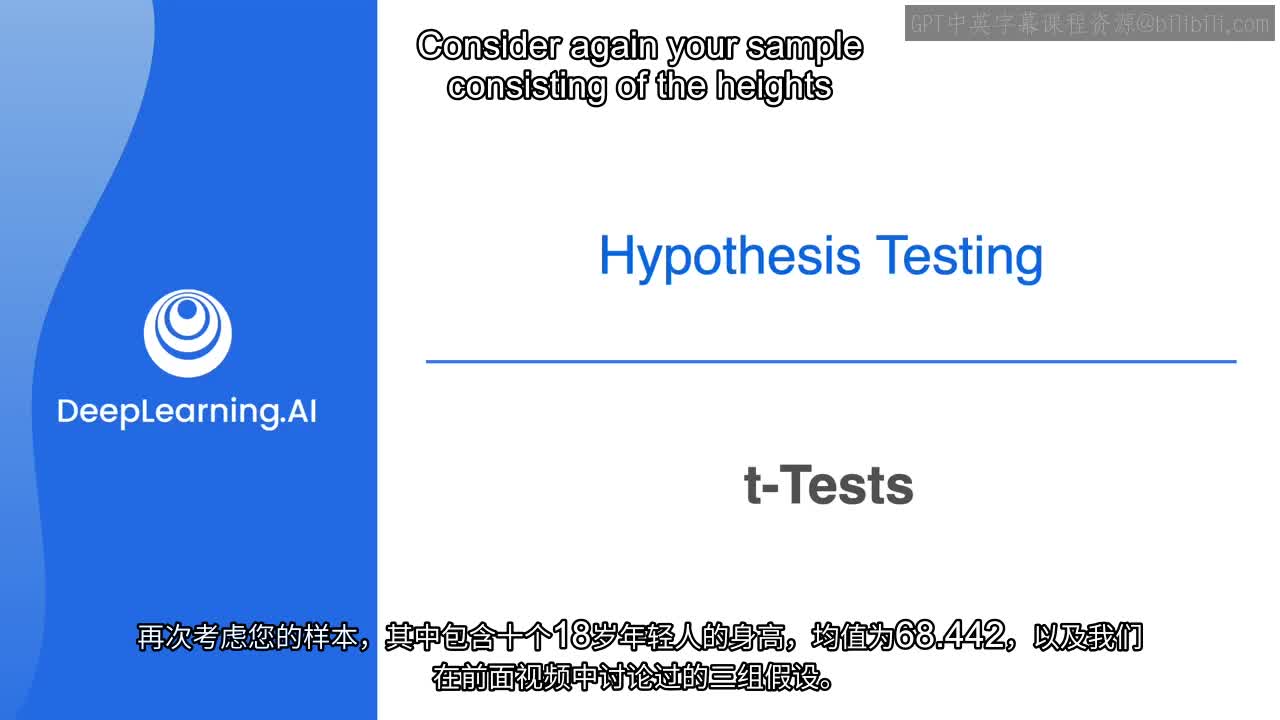 GPT中英字幕课程资源@bilibili.com
Consider again your sample
consisting of the heights
Hypothesis Testing
DeepLearning.AI
t-Tests
再次考虑您的样本，其中包含十个18岁年轻人的身高，均值为68.442，以及我们
在前面视频中讨论过的三组假设。